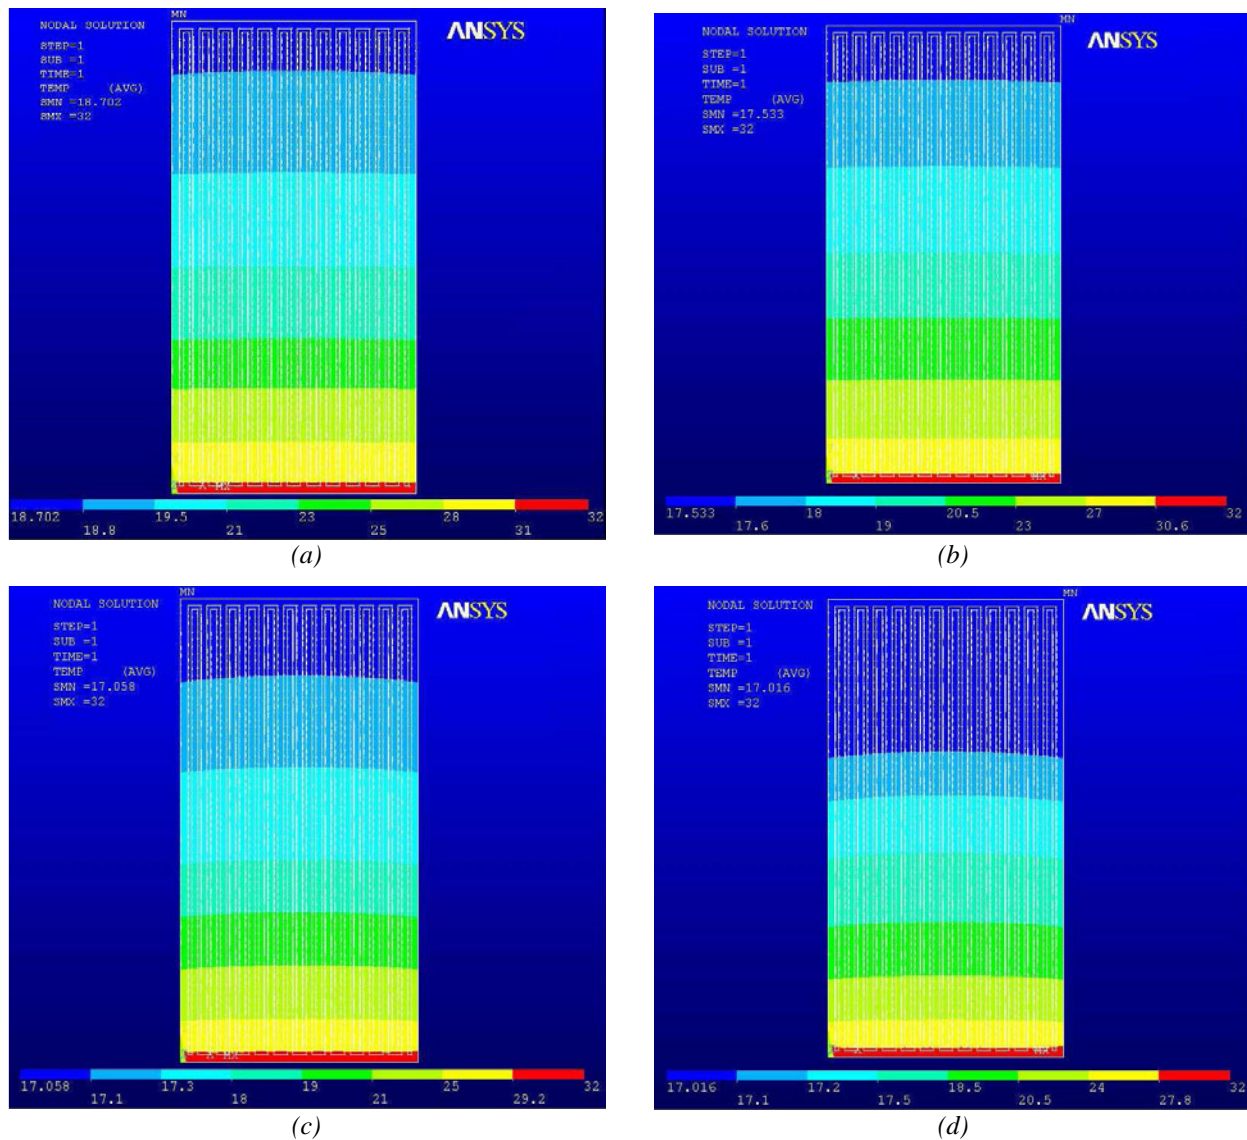 MN
NODAL SOLUTION
STEP=1
SUB =1
TIME=1
TEMP (AVG)
SMN =18.702
SMX =32
ANSYS
18.702 19.5 23 28 32
18.8 21 25 31
(a)
MN
NODAL SOLUTION
STEP=1
SUB =1
TIME=1
TEMP (AVG)
SMN =17.533
SMX =32
ANSYS
MX
17.533 18 20.5 27 32
17.6 19 23 30.6
(b)
MN
NODAL SOLUTION
STEP=1
SUB =1
TIME=1
TEMP (AVG)
SMN =17.058
SMX =32
ANSYS
MX
17.058 17.3 19 25 32
17.1 18 21 29.2
(c)
MN
NODAL SOLUTION
STEP=1
SUB =1
TIME=1
TEMP (AVG)
SMN =17.016
SMX =32
ANSYS
MX
17.016 17.2 18.5 24 32
17.1 17.5 20.5 27.8
(d)